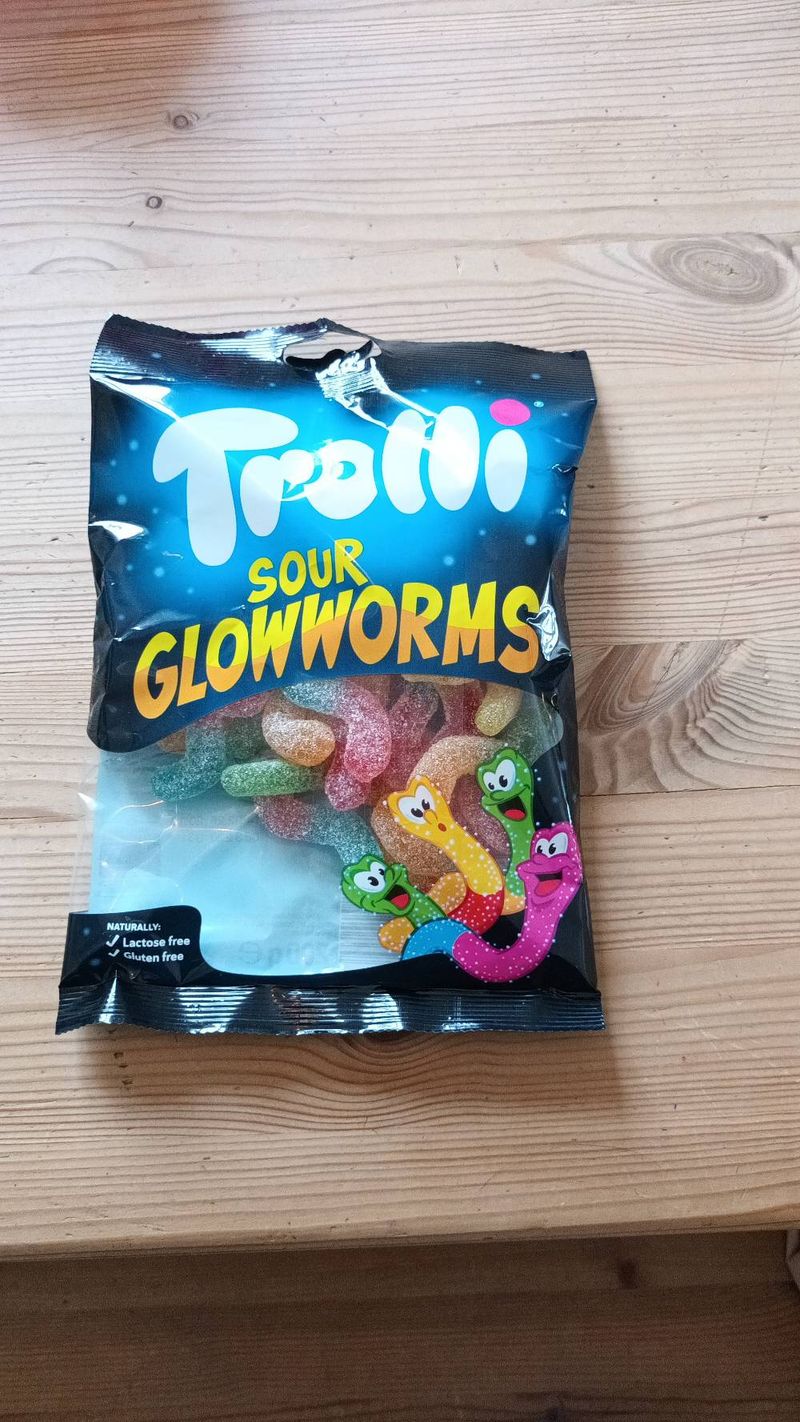 Trolli
SOUR
GLOWWORMS
NATURALLY:
✓ Lactose free
✓ Gluten free